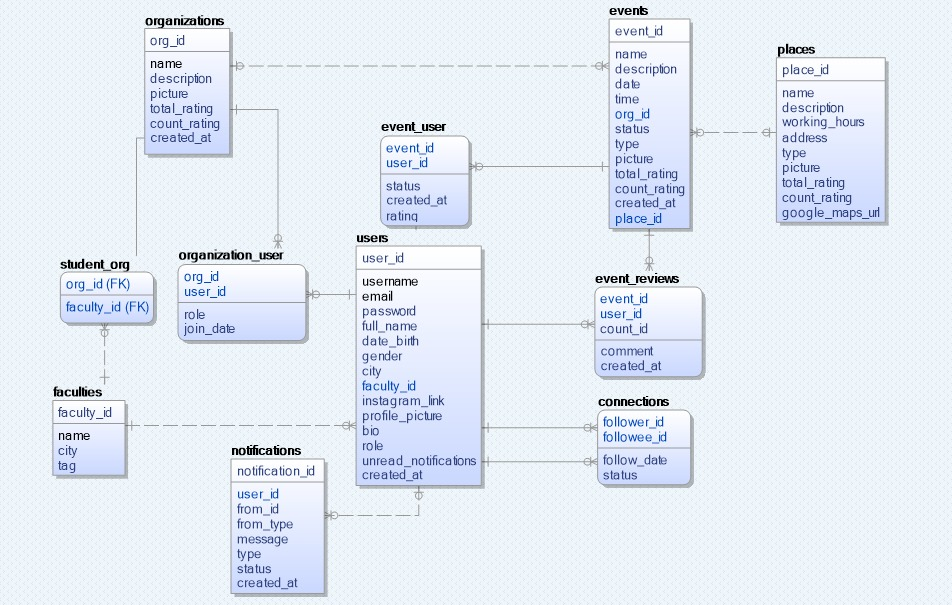 organizations
org_id
name
description
picture
total_rating
count_rating
created_at
events
event_id
name
description
date
time
org_id
status
type
picture
total_rating
count_rating
created_at
place_id
places
place_id
name
description
working_hours
address
type
picture
total_rating
count_rating
google_maps_url
event_user
event_id
user_id
status
created_at
rating
student_org
org_id (FK)
faculty_id (FK)
organization_user
org_id
user_id
role
join_date
users
user_id
username
email
password
full_name
date_birth
gender
city
faculty_id
instagram_link
profile_picture
bio
role
unread_notifications
created_at
event_reviews
event_id
user_id
count_id
comment
created_at
faculties
faculty_id
name
city
tag
connections
follower_id
followee_id
follow_date
status
notifications
notification_id
user_id
from_id
from_type
message
type
status
created_at